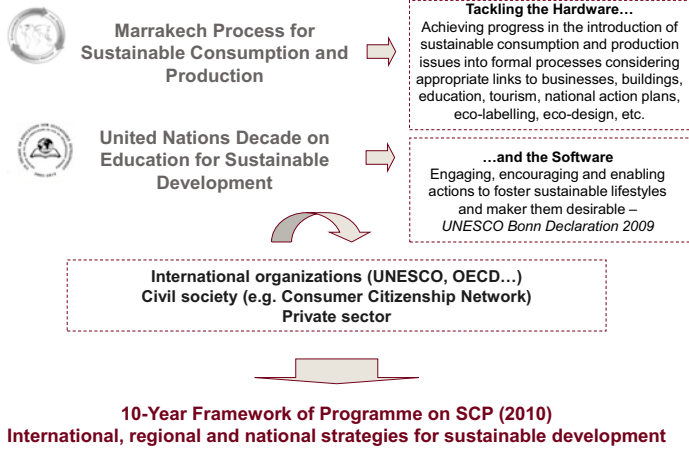 Marrakech Process for
Sustainable Consumption and
Production
Tackling the Hardware…
Achieving progress in the introduction of
sustainable consumption and production
issues into formal processes considering
appropriate links to businesses, buildings,
education, tourism, national action plans,
eco-labelling, eco-design, etc.
United Nations Decade on
Education for Sustainable
Development
…and the Software
Engaging, encouraging and enabling
actions to foster sustainable lifestyles
and maker them desirable –
UNESCO Bonn Declaration 2009
International organizations (UNESCO, OECD…)
Civil society (e.g. Consumer Citizenship Network)
Private sector
10-Year Framework of Programme on SCP (2010)
International, regional and national strategies for sustainable development